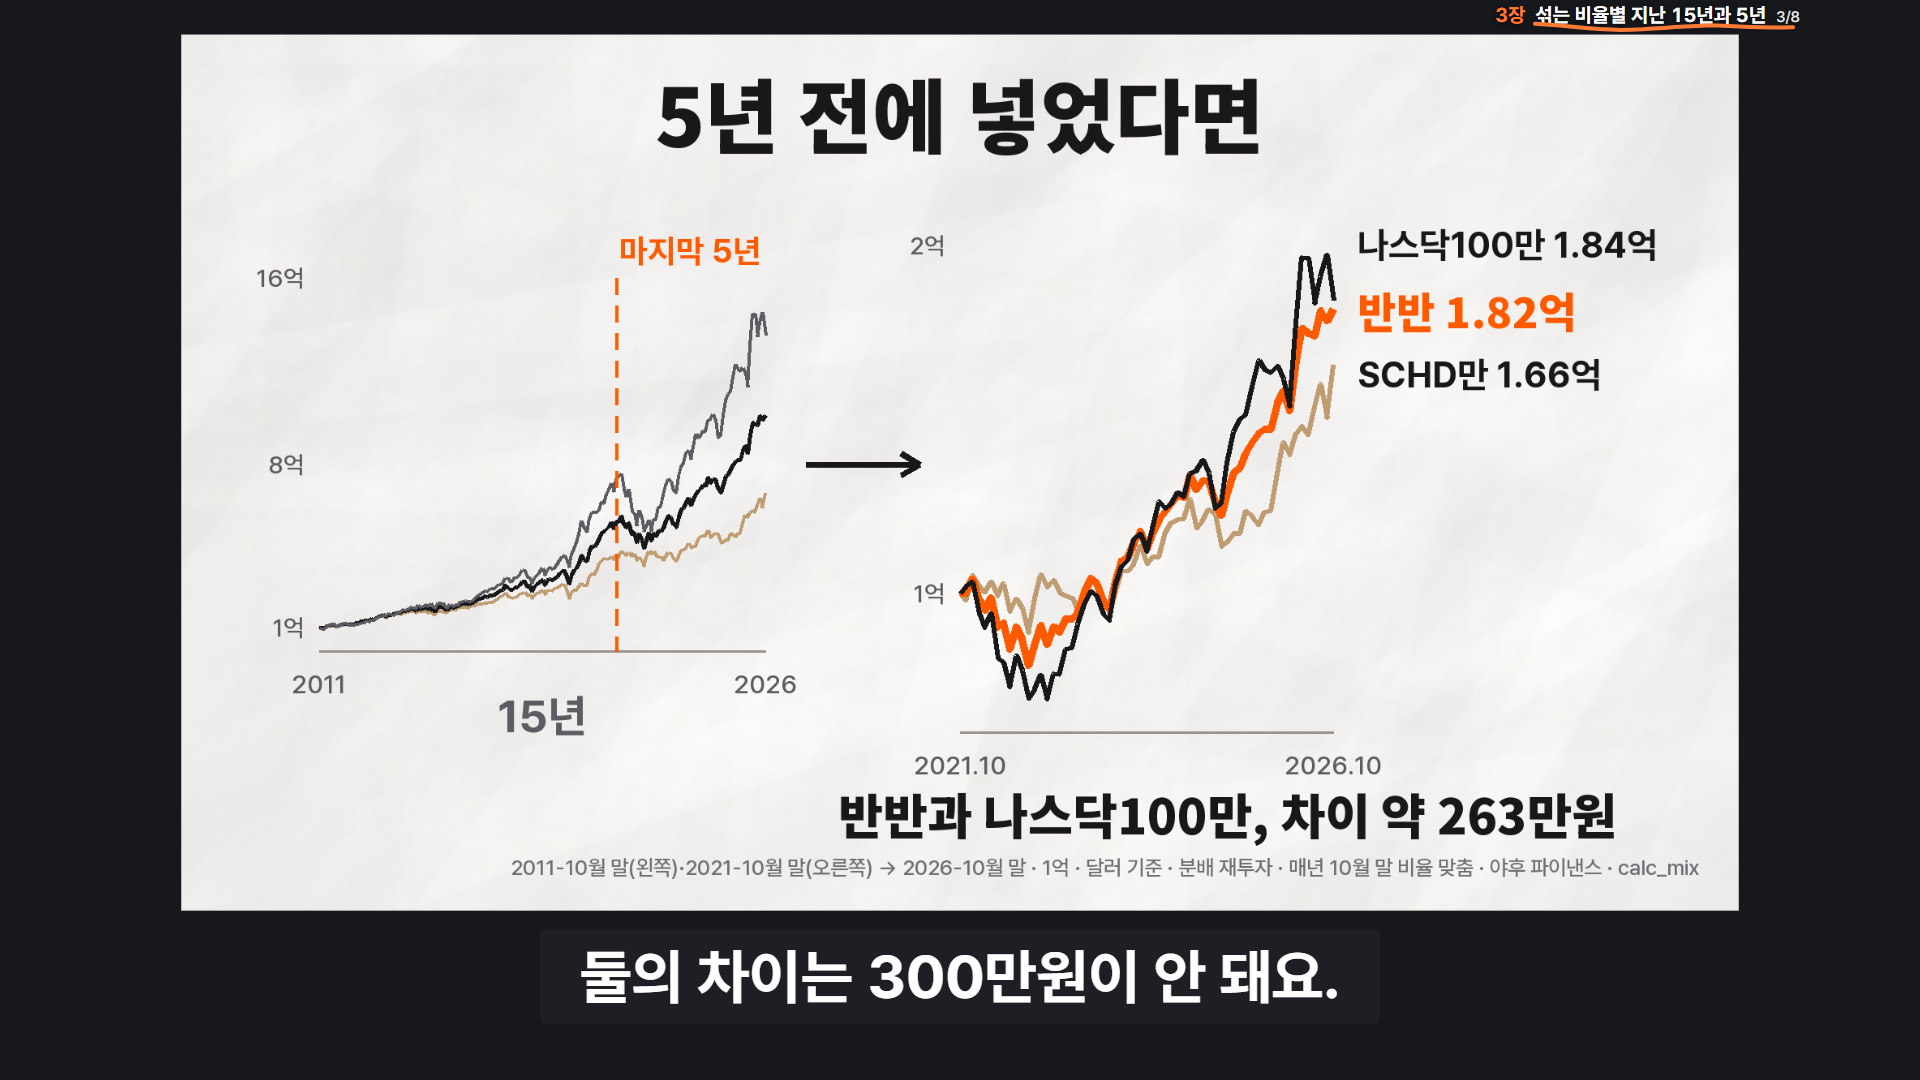 3장 섞는 비율별 지난 15년과 5년 3/8
5년 전에 넣었다면
마지막 5년
16억
8억
1억
2011
2026
15년
2억
1억
나스닥100만 1.84억
반반 1.82억
SCHD만 1.66억
2021.10
2026.10
반반과 나스닥100만, 차이 약 263만원
2011-10월 말(왼쪽)·2021-10월 말(오른쪽) → 2026-10월 말 · 1억 · 달러 기준 · 분배 재투자 · 매년 10월 말 비율 맞춤 · 야후 파이낸스 · calc_mix
둘의 차이는 300만원이 안 돼요.